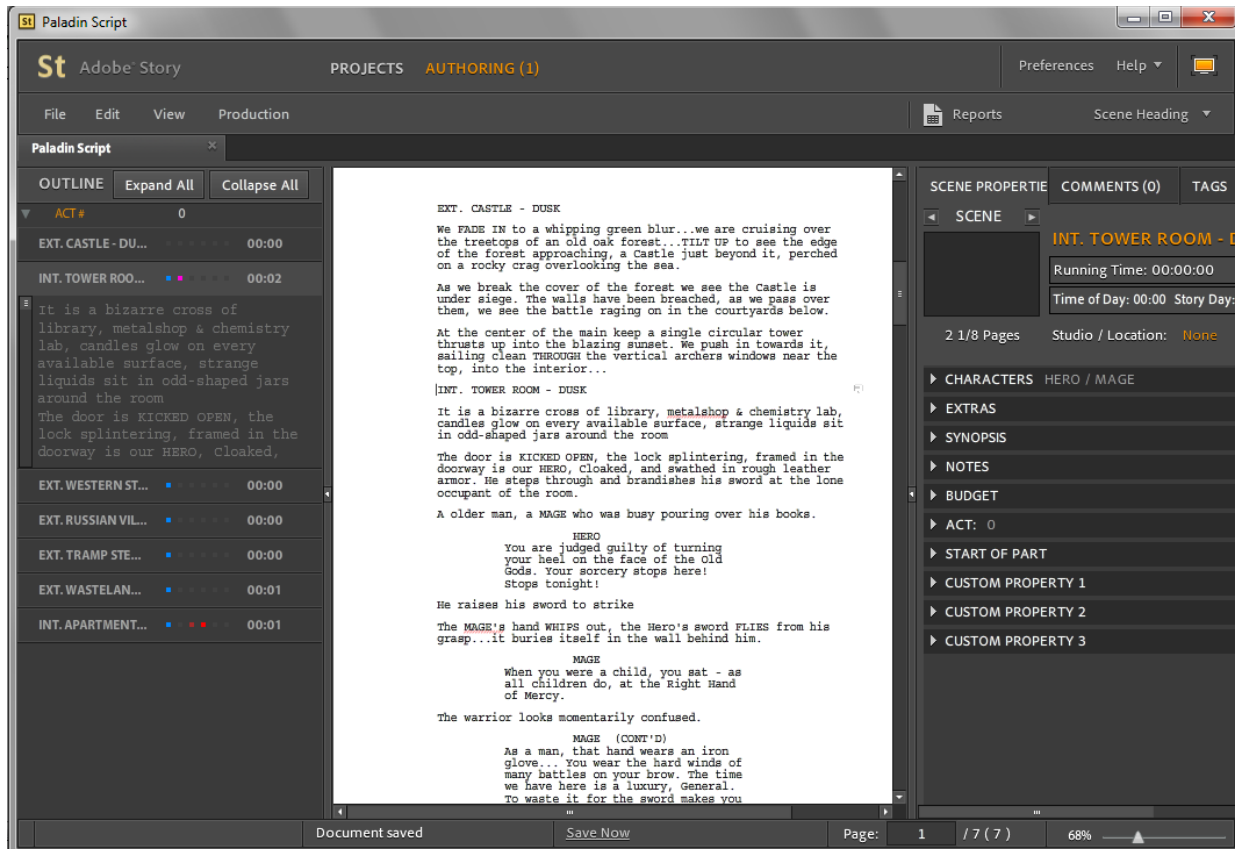 St Paladin Script
St Adobe Story
PROJECTS AUTHORING (1)
Preferences Help
File Edit View Production
Reports Scene Heading
Paladin Script ×
OUTLINE Expand All Collapse All
ACT # 0
EXT. CASTLE - DU... 00:00
INT. TOWER ROO... 00:02
It is a bizarre cross of
library, metalshop & chemistry
lab, candles glow on every
available surface, strange
liquids sit in odd-shaped jars
around the room
The door is KICKED OPEN, the
lock splintering, framed in the
doorway is our HERO, Cloaked,
EXT. WESTERN ST... 00:00
EXT. RUSSIAN VIL... 00:00
EXT. TRAMP STE... 00:00
EXT. WASTELAN... 00:01
INT. APARTMENT... 00:01
EXT. CASTLE - DUSK
We FADE IN to a whipping green blur...we are cruising over
the treetops of an old oak forest...TILT UP to see the edge
of the forest approaching, a Castle just beyond it, perched
on a rocky crag overlooking the sea.
As we break the cover of the forest we see the Castle is
under siege. The walls have been breached, as we pass over
them, we see the battle raging on in the courtyards below.
At the center of the main keep a single circular tower
thrusts up into the blazing sunset. We push in towards it,
sailing clean THROUGH the vertical archers windows near the
top, into the interior...
INT. TOWER ROOM - DUSK
It is a bizarre cross of library, metalshop & chemistry lab,
candles glow on every available surface, strange liquids sit
in odd-shaped jars around the room
The door is KICKED OPEN, the lock splintering, framed in the
doorway is our HERO, Cloaked, and swathed in rough leather
armor. He steps through and brandishes his sword at the lone
occupant of the room.
A older man, a MAGE who was busy pouring over his books.
HERO
You are judged guilty of turning
your heel on the face of the Old
Gods. Your sorcery stops here!
Stops tonight!
He raises his sword to strike
The MAGE's hand WHIPS out, the Hero's sword FLIES from his
grasp...it buries itself in the wall behind him.
MAGE
When you were a child, you sat - as
all children do, at the Right Hand
of Mercy.
The warrior looks momentarily confused.
MAGE (CONT'D)
As a man, that hand wears an iron
glove... You wear the hard winds of
many battles on your brow. The time
we have here is a luxury, General.
To waste it for the sword makes you
SCENE PROPERTIE COMMENTS (0) TAGS
SCENE
INT. TOWER ROOM - D
Running Time: 00:00:00
Time of Day: 00:00 Story Day:
2 1/8 Pages Studio / Location: None
CHARACTERS HERO / MAGE
EXTRAS
SYNOPSIS
NOTES
BUDGET
ACT: 0
START OF PART
CUSTOM PROPERTY 1
CUSTOM PROPERTY 2
CUSTOM PROPERTY 3
Document saved Save Now Page: 1 / 7 ( 7 ) 68%